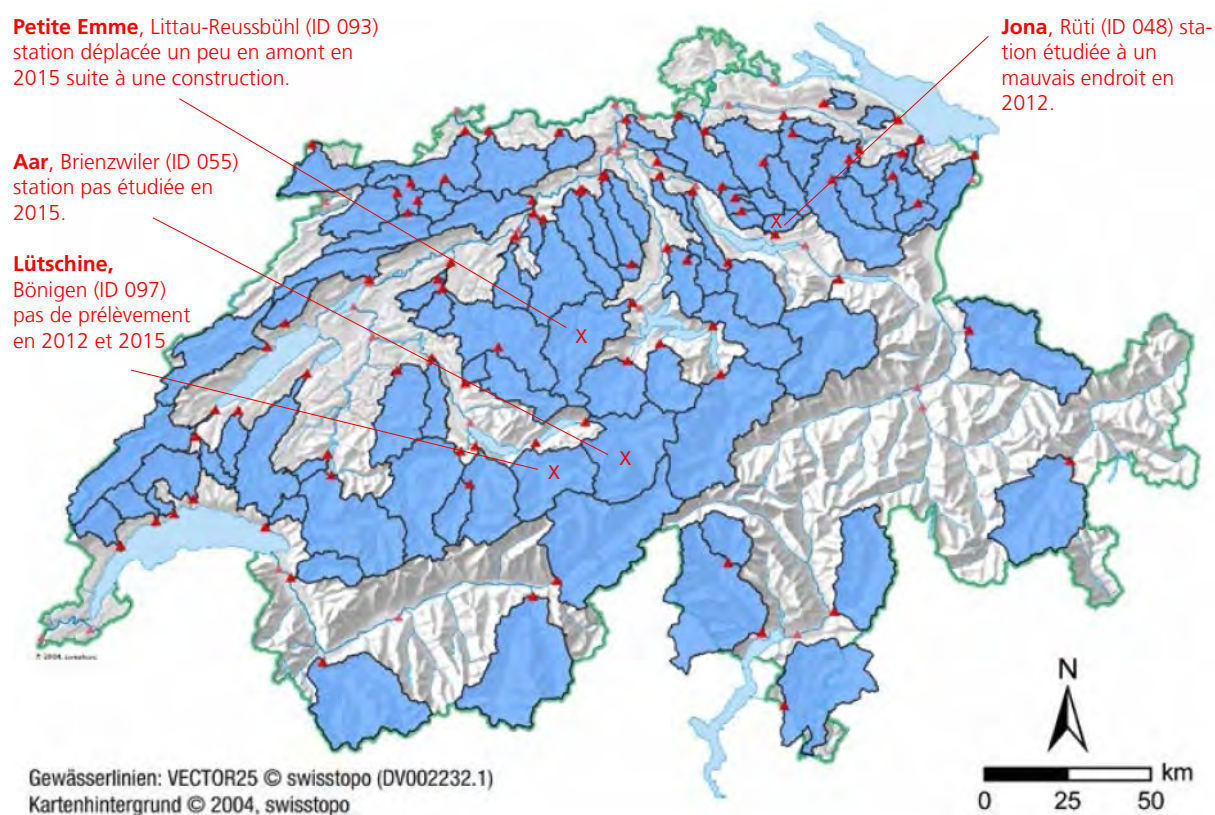 Petite Emme, Littau-Reussbühl (ID 093)
station déplacée un peu en amont en
2015 suite à une construction.
Jona, Rüti (ID 048) sta-
tion étudiée à un
mauvais endroit en
2012.
Aar, Brienzwiler (ID 055)
station pas étudiée en
2015.
Lütschine,
Bönigen (ID 097)
pas de prélèvement
en 2012 et 2015
X
X
X
X
N
km
0 25 50
Gewässerlinien: VECTOR25 © swisstopo (DV002232.1)
Kartenhintergrund © 2004, swisstopo